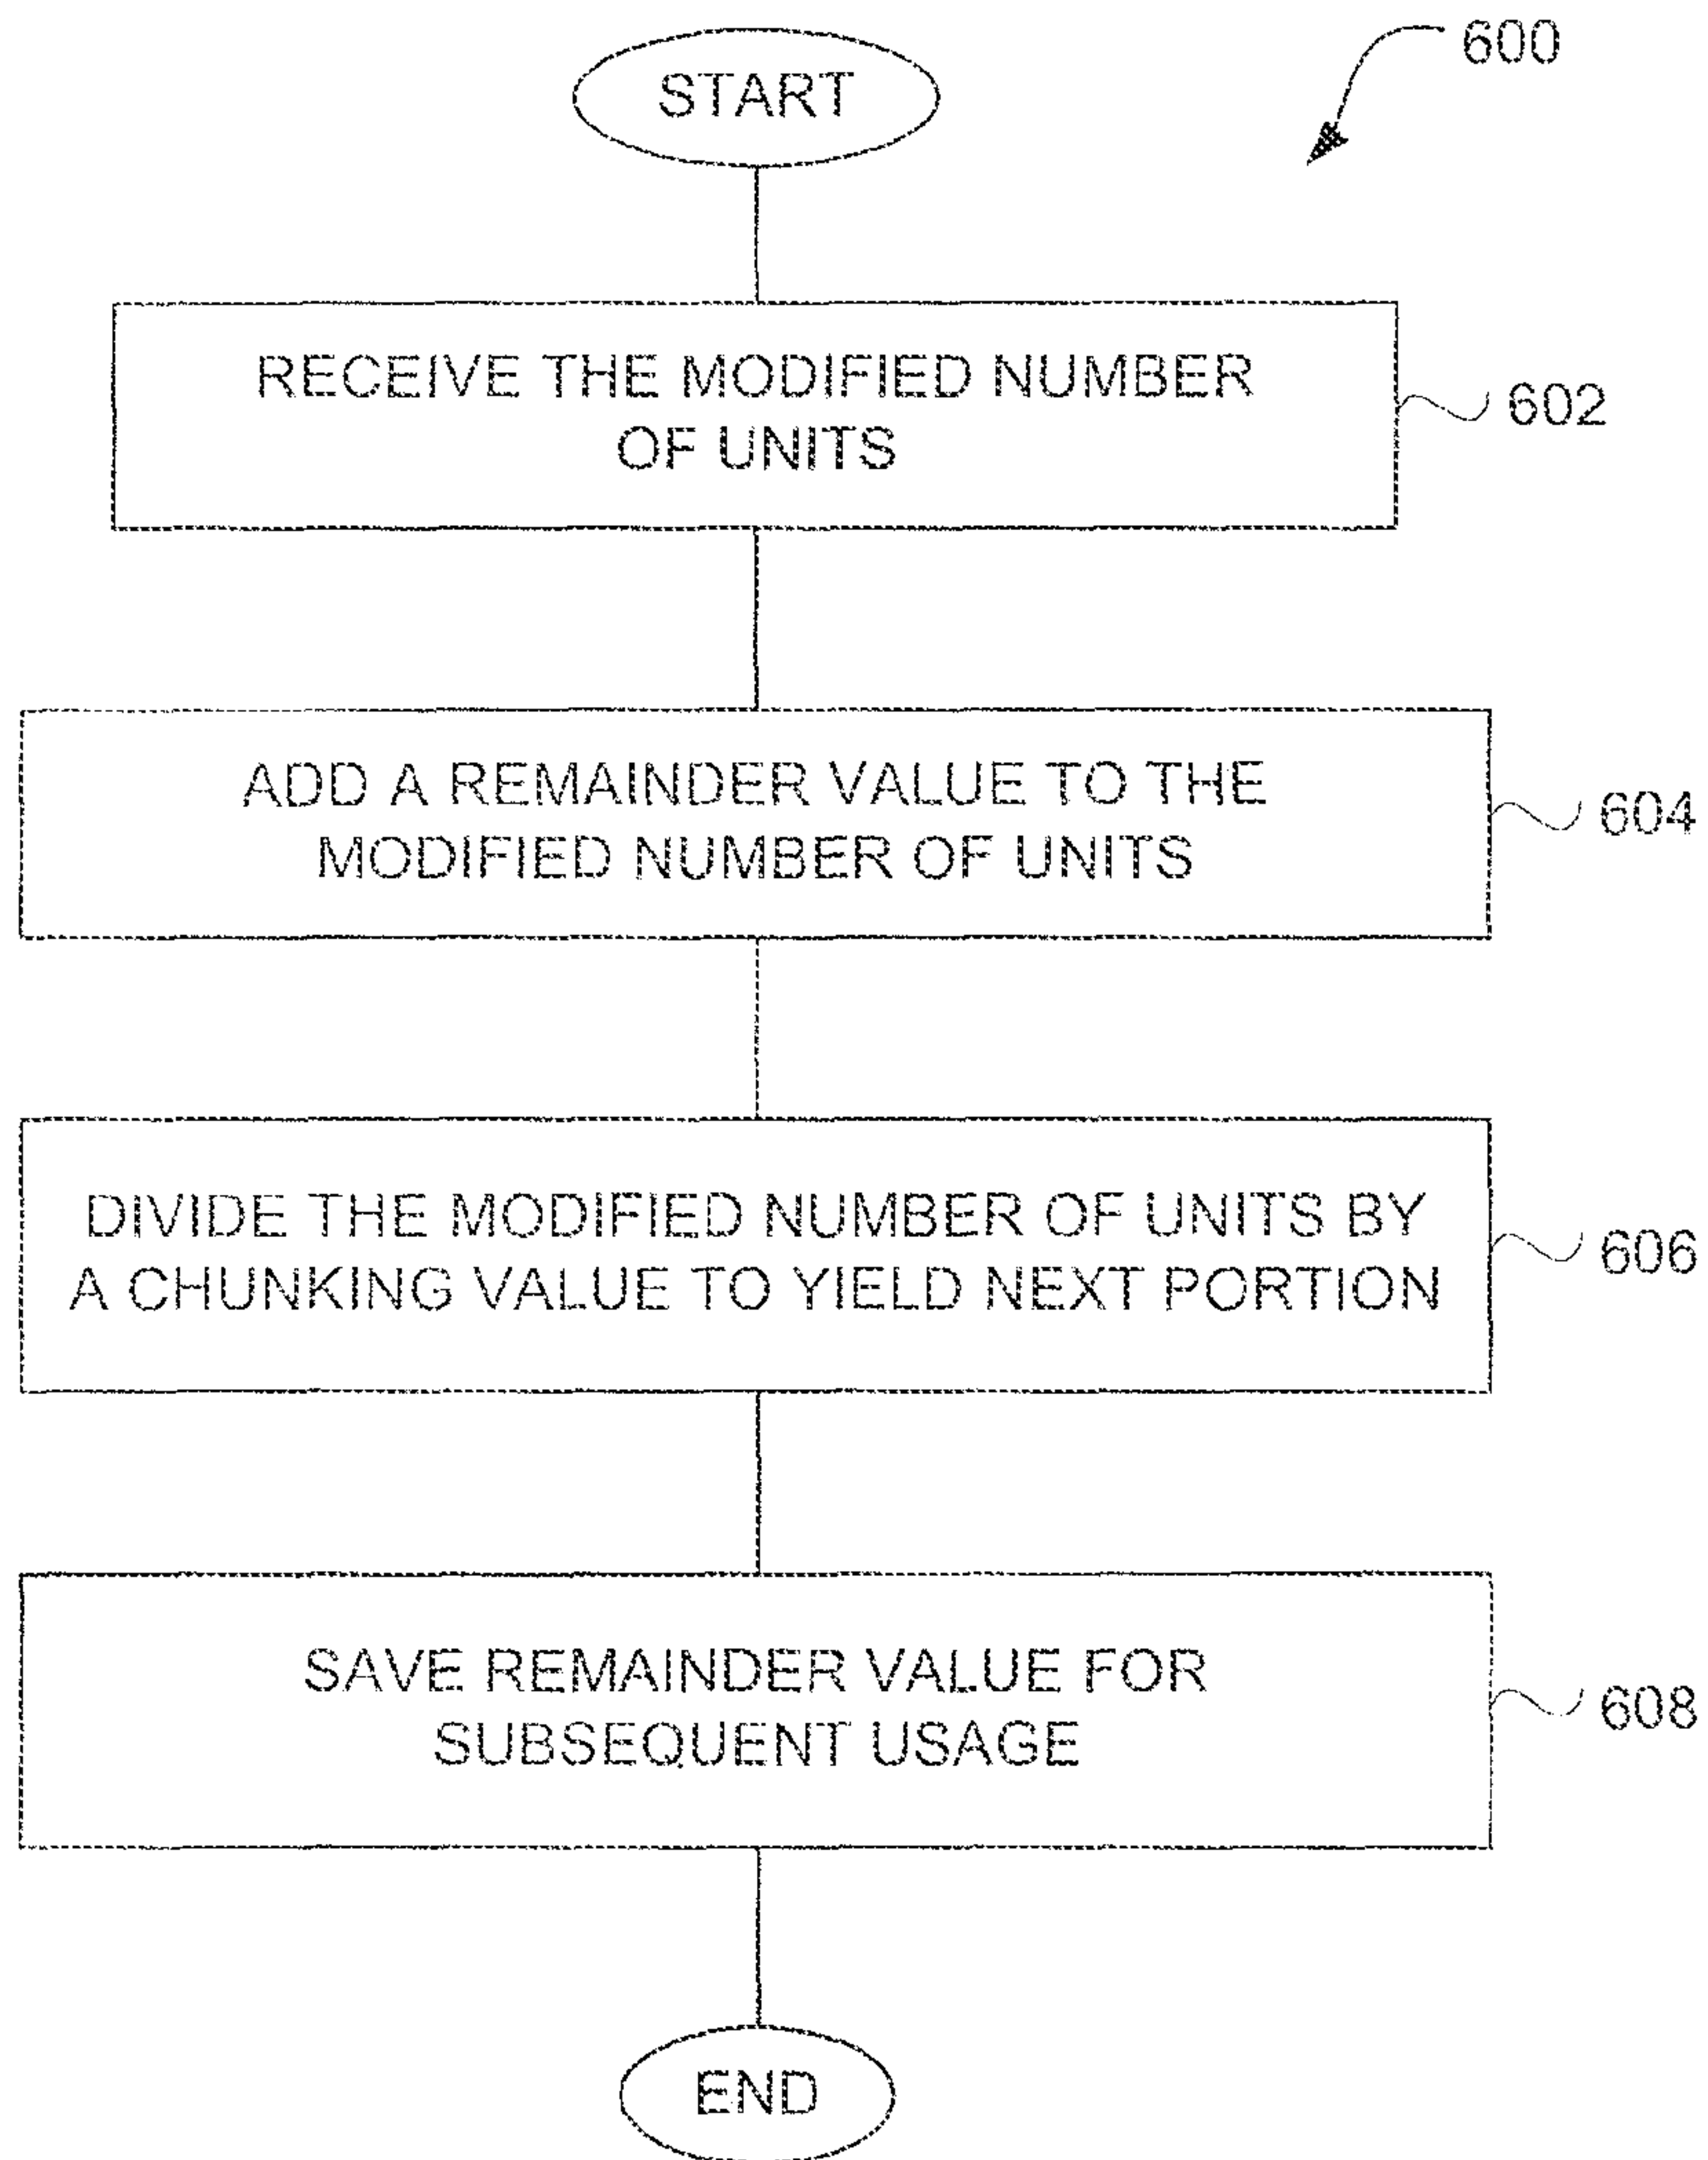 600
START
RECEIVE THE MODIFIED NUMBER
OF UNITS
602
ADD A REMAINDER VALUE TO THE
MODIFIED NUMBER OF UNITS
604
DIVIDE THE MODIFIED NUMBER OF UNITS BY
A CHUNKING VALUE TO YIELD NEXT PORTION
606
SAVE REMAINDER VALUE FOR
SUBSEQUENT USAGE
608
END